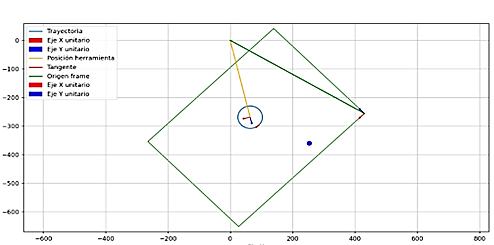 Trayectoria
Eje X unitario
Eje Y unitario
Posición herramienta
Tangente
Origen frame
Eje X unitario
Eje Y unitario
0
−100
−200
−300
−400
−500
−600
−600 −400 −200 0 200 400 600 800